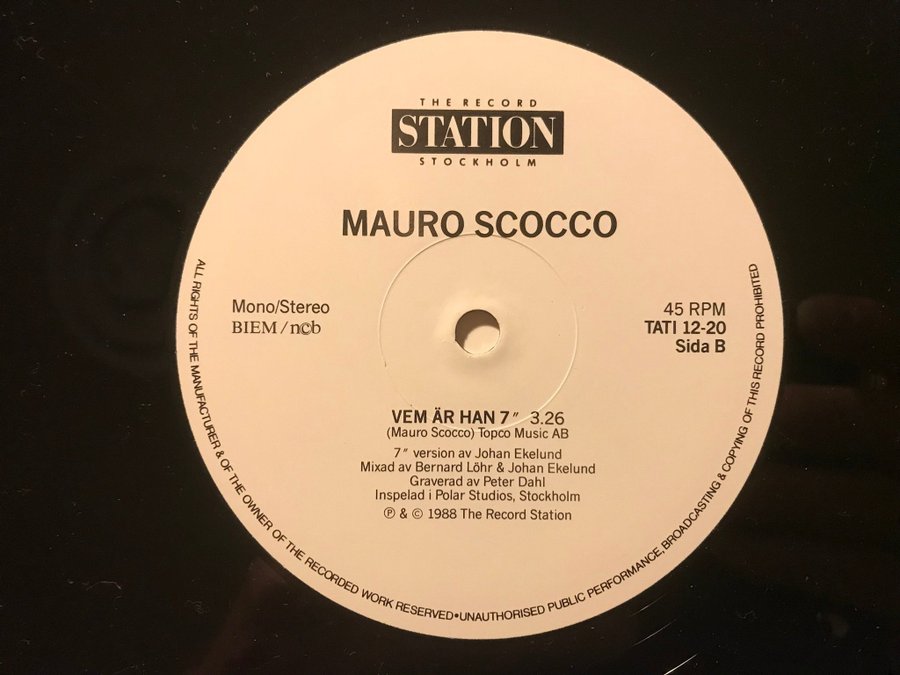 THE RECORD
STATION
STOCKHOLM
MAURO SCOCCO
Mono/Stereo
BIEM/n©b
45 RPM
TATI 12-20
Sida B
VEM ÄR HAN 7″ 3.26
(Mauro Scocco) Topco Music AB
7″ version av Johan Ekelund
Mixad av Bernard Löhr & Johan Ekelund
Graverad av Peter Dahl
Inspelad i Polar Studios, Stockholm
℗ & © 1988 The Record Station
ALL RIGHTS OF THE MANUFACTURER & OF THE OWNER OF THE RECORDED WORK RESERVED•UNAUTHORISED PUBLIC PERFORMANCE, BROADCASTING & COPYING OF THIS RECORD PROHIBITED